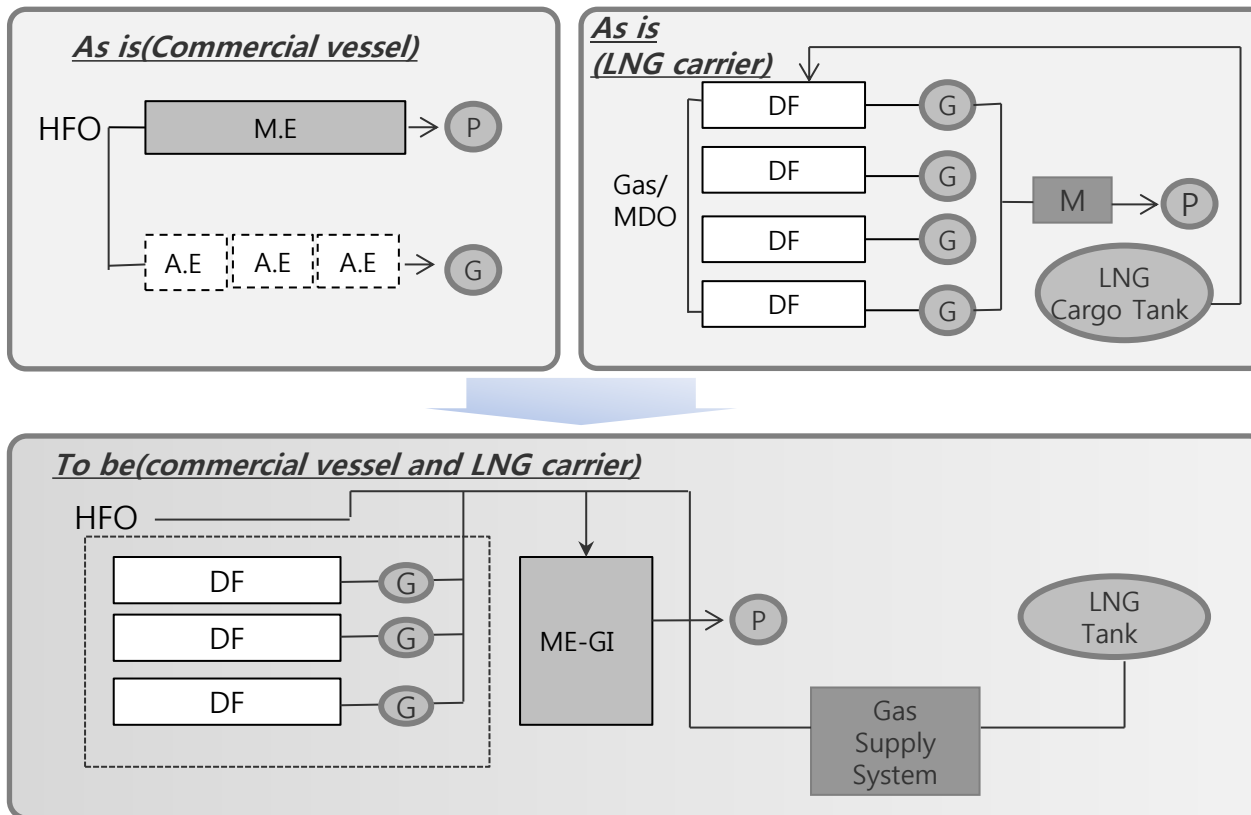 As is(Commercial vessel)
HFO
M.E
P
A.E
A.E
A.E
G
As is
(LNG carrier)
DF
G
DF
G
Gas/
MDO
M
P
DF
G
DF
G
LNG
Cargo Tank
To be(commercial vessel and LNG carrier)
HFO
DF
G
DF
G
DF
G
ME-GI
P
LNG
Tank
Gas
Supply
System